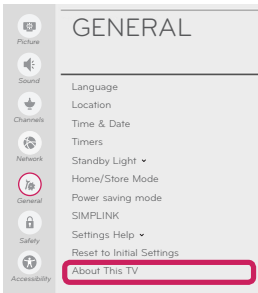 GENERAL
Picture
Sound
Channels
Network
General
Safety
Accessibility
Language
Location
Time & Date
Timers
Standby Light
Home/Store Mode
Power saving mode
SIMPLINK
Settings Help
Reset to Initial Settings
About This TV